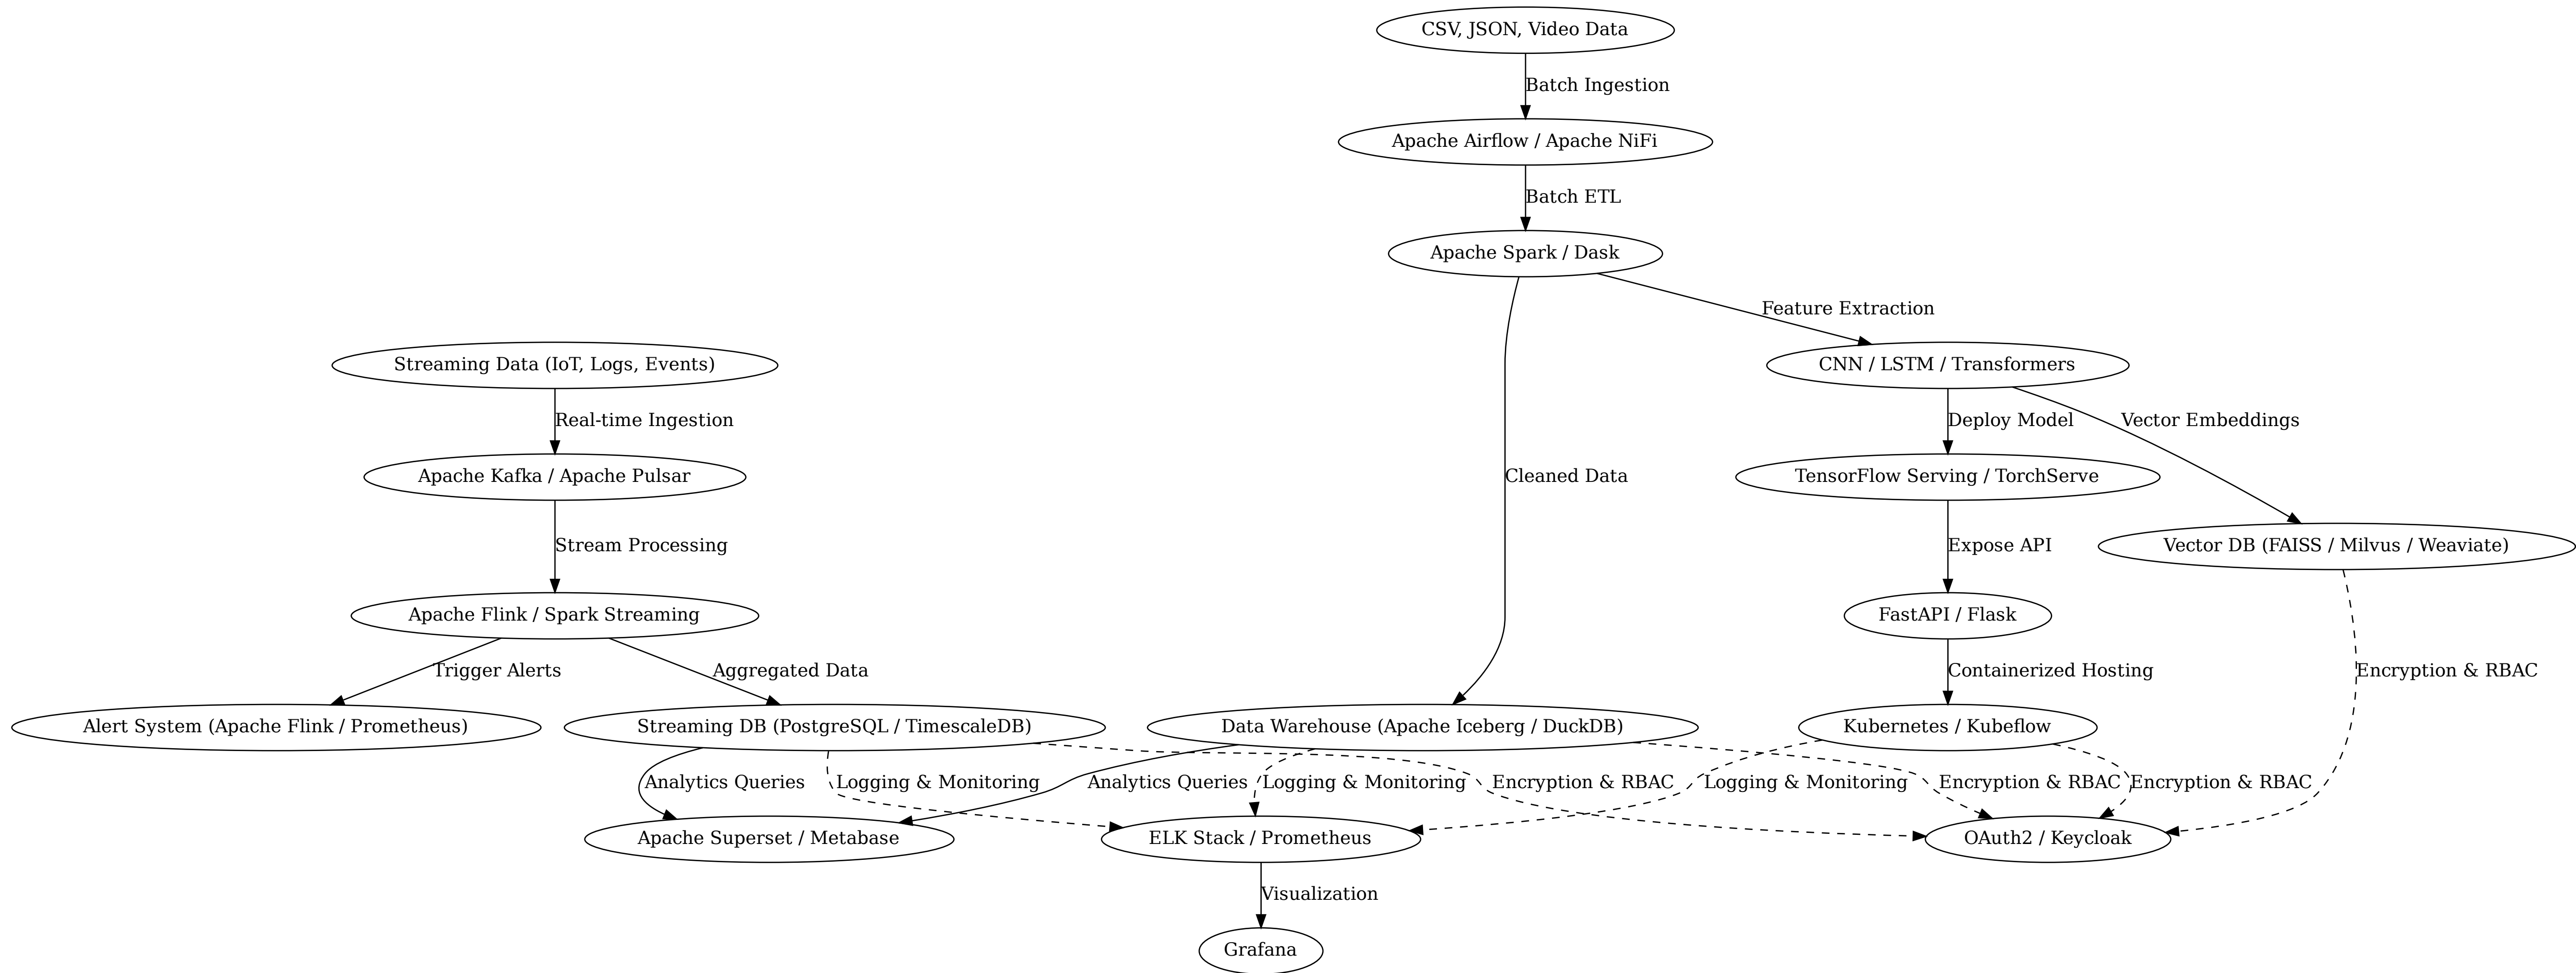 CSV, JSON, Video Data
Batch Ingestion
Apache Airflow / Apache NiFi
Batch ETL
Apache Spark / Dask
Feature Extraction
Streaming Data (IoT, Logs, Events)
CNN / LSTM / Transformers
Real-time Ingestion
Deploy Model
Vector Embeddings
Apache Kafka / Apache Pulsar
Cleaned Data
TensorFlow Serving / TorchServe
Stream Processing
Expose API
Vector DB (FAISS / Milvus / Weaviate)
Apache Flink / Spark Streaming
FastAPI / Flask
Trigger Alerts
Aggregated Data
Containerized Hosting
Encryption & RBAC
Alert System (Apache Flink / Prometheus)
Streaming DB (PostgreSQL / TimescaleDB)
Data Warehouse (Apache Iceberg / DuckDB)
Kubernetes / Kubeflow
Analytics Queries
Logging & Monitoring
Analytics Queries
Logging & Monitoring
Encryption & RBAC
Logging & Monitoring
Encryption & RBAC
Encryption & RBAC
Apache Superset / Metabase
ELK Stack / Prometheus
OAuth2 / Keycloak
Visualization
Grafana